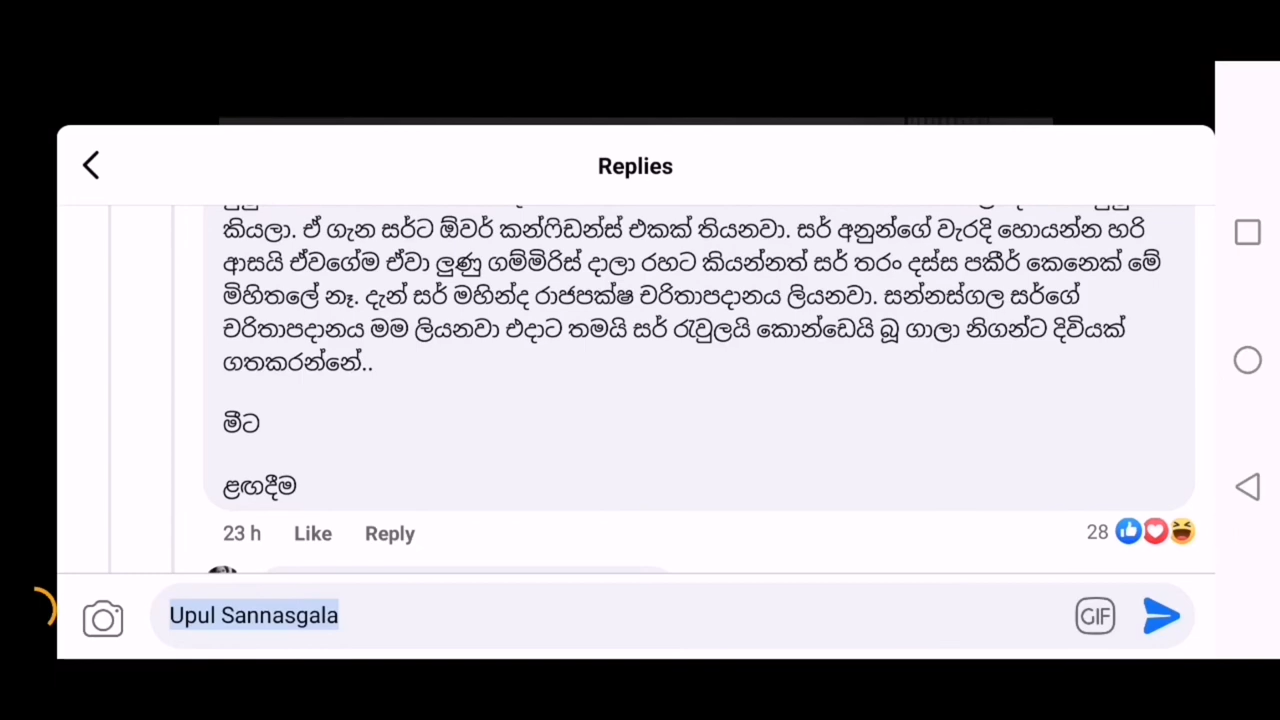 Replies
කියලා. ඒ ගැන සර්ට ඕවර් කන්ෆිඩන්ස් එකක් තියනවා. සර් අනුන්ගේ වැරදි හොයන්න හරි
ආසයි ඒවගේම ඒවා ලුණු ගම්මිරිස් දාලා රහට කියන්නත් සර් තරං දස්ස පකීර් කෙනෙක් මේ
මිහිතලේ නෑ. දැන් සර් මහින්ද රාජපක්ෂ චරිතාපදානය ලියනවා. සන්නස්ගල සර්ගේ
චරිතාපදානය මම ලියනවා එදාට තමයි සර් රැවුලයි කොන්ඩෙයි බූ ගාලා නිගන්ට දිවියක්
ගතකරන්නේ..
මීට
ළඟදීම
23 h Like Reply 28
Upul Sannasgala GIF